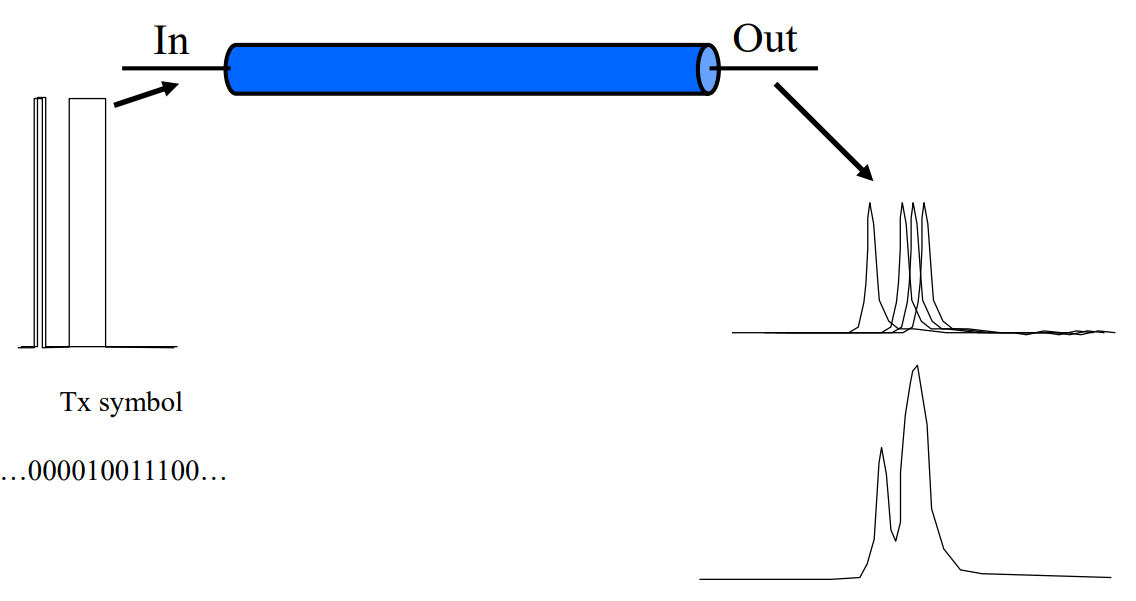 In
Out
Tx symbol
…000010011100…